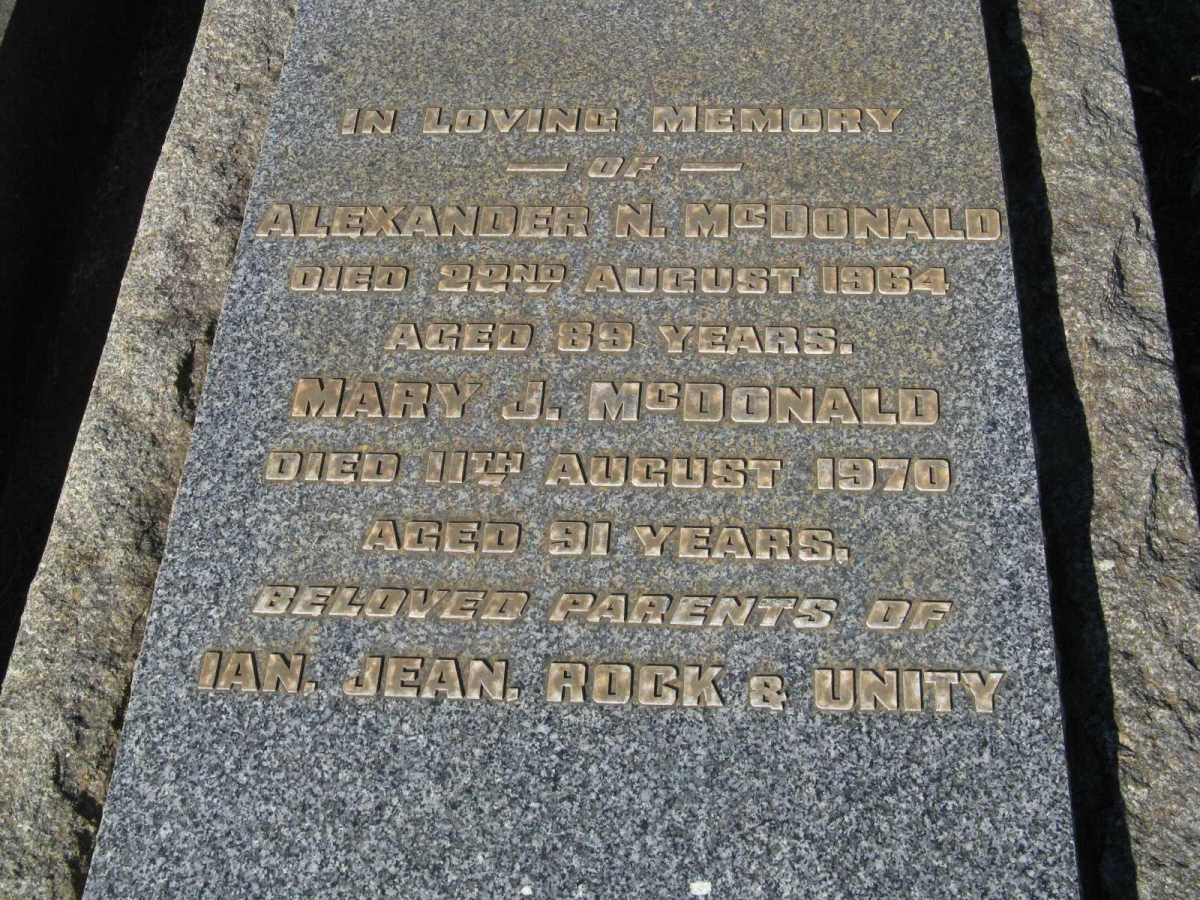 IN LOVING MEMORY
— OF —
ALEXANDER N. McDONALD
DIED 22ND AUGUST 1964
AGED 89 YEARS.
MARY J. McDONALD
DIED 11TH AUGUST 1970
AGED 91 YEARS.
BELOVED PARENTS OF
IAN. JEAN. ROCK & UNITY